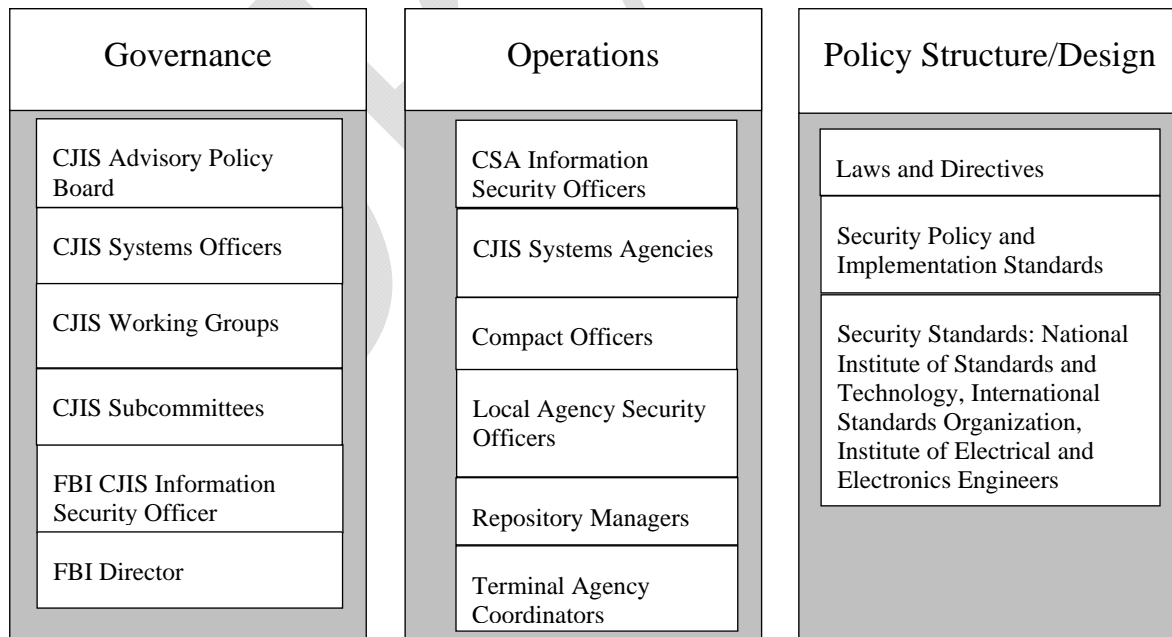 Governance
CJIS Advisory Policy
Board
CJIS Systems Officers
CJIS Working Groups
CJIS Subcommittees
FBI CJIS Information
Security Officer
FBI Director
Operations
CSA Information
Security Officers
CJIS Systems Agencies
Compact Officers
Local Agency Security
Officers
Repository Managers
Terminal Agency
Coordinators
Policy Structure/Design
Laws and Directives
Security Policy and
Implementation Standards
Security Standards: National
Institute of Standards and
Technology, International
Standards Organization,
Institute of Electrical and
Electronics Engineers